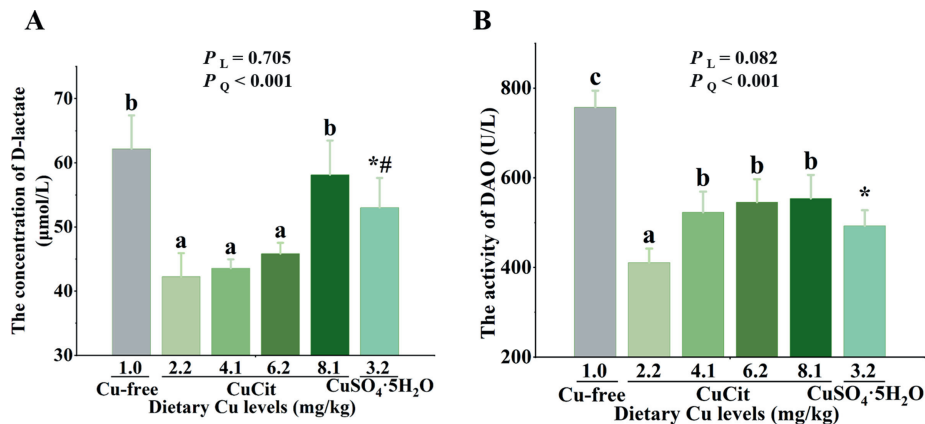 A
The concentration of D-lactate
(μmol/L)
P L = 0.705
P Q < 0.001
70
60
50
40
30
b
a
a
a
b
*#
1.0
2.2
4.1
6.2
8.1
3.2
Cu-free
CuCit
CuSO4·5H2O
Dietary Cu levels (mg/kg)
B
The activity of DAO (U/L)
P L = 0.082
P Q < 0.001
800
600
400
200
c
a
b
b
b
*
1.0
2.2
4.1
6.2
8.1
3.2
Cu-free
CuCit
CuSO4·5H2O
Dietary Cu levels (mg/kg)